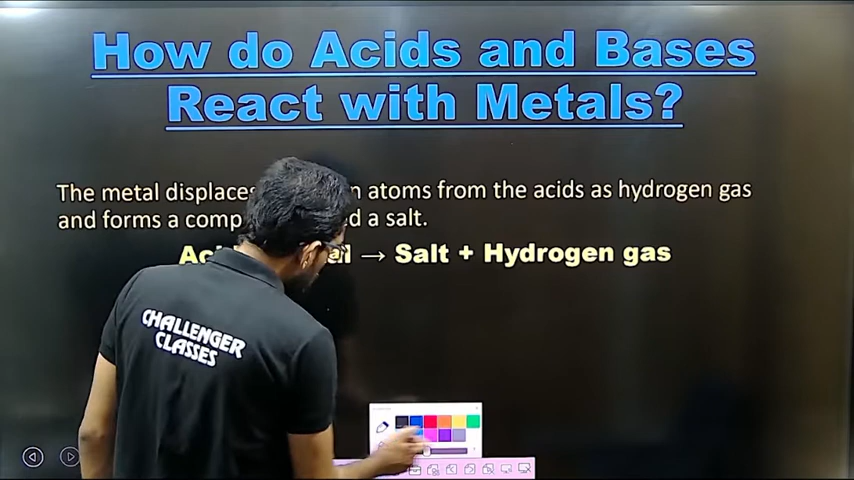 How do Acids and Bases
React with Metals?
The metal displaces atoms from the acids as hydrogen gas
and forms a a salt.
→ Salt + Hydrogen gas
CHALLENGER
CLASSES